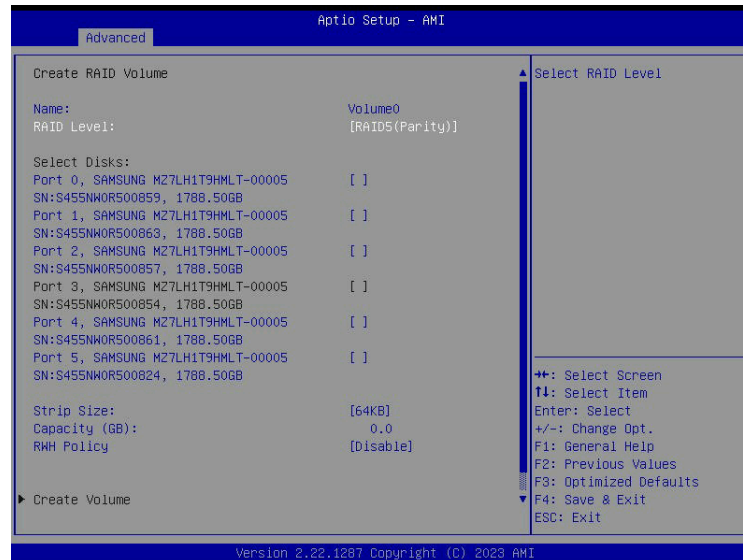 Aptio Setup - AMI
Advanced
Create RAID Volume
Name: Volume0
RAID Level: [RAID5(Parity)]
Select Disks:
Port 0, SAMSUNG MZ7LH1T9HMLT-00005 [ ]
SN:S455NW0R500859, 1788.50GB
Port 1, SAMSUNG MZ7LH1T9HMLT-00005 [ ]
SN:S455NW0R500863, 1788.50GB
Port 2, SAMSUNG MZ7LH1T9HMLT-00005 [ ]
SN:S455NW0R500857, 1788.50GB
Port 3, SAMSUNG MZ7LH1T9HMLT-00005 [ ]
SN:S455NW0R500854, 1788.50GB
Port 4, SAMSUNG MZ7LH1T9HMLT-00005 [ ]
SN:S455NW0R500861, 1788.50GB
Port 5, SAMSUNG MZ7LH1T9HMLT-00005 [ ]
SN:S455NW0R500824, 1788.50GB
Strip Size: [64KB]
Capacity (GB): 0.0
RWH Policy [Disable]
Create Volume
Select RAID Level
→←: Select Screen
↑↓: Select Item
Enter: Select
+/-: Change Opt.
F1: General Help
F2: Previous Values
F3: Optimized Defaults
F4: Save & Exit
ESC: Exit
Version 2.22.1287 Copyright (C) 2023 AMI